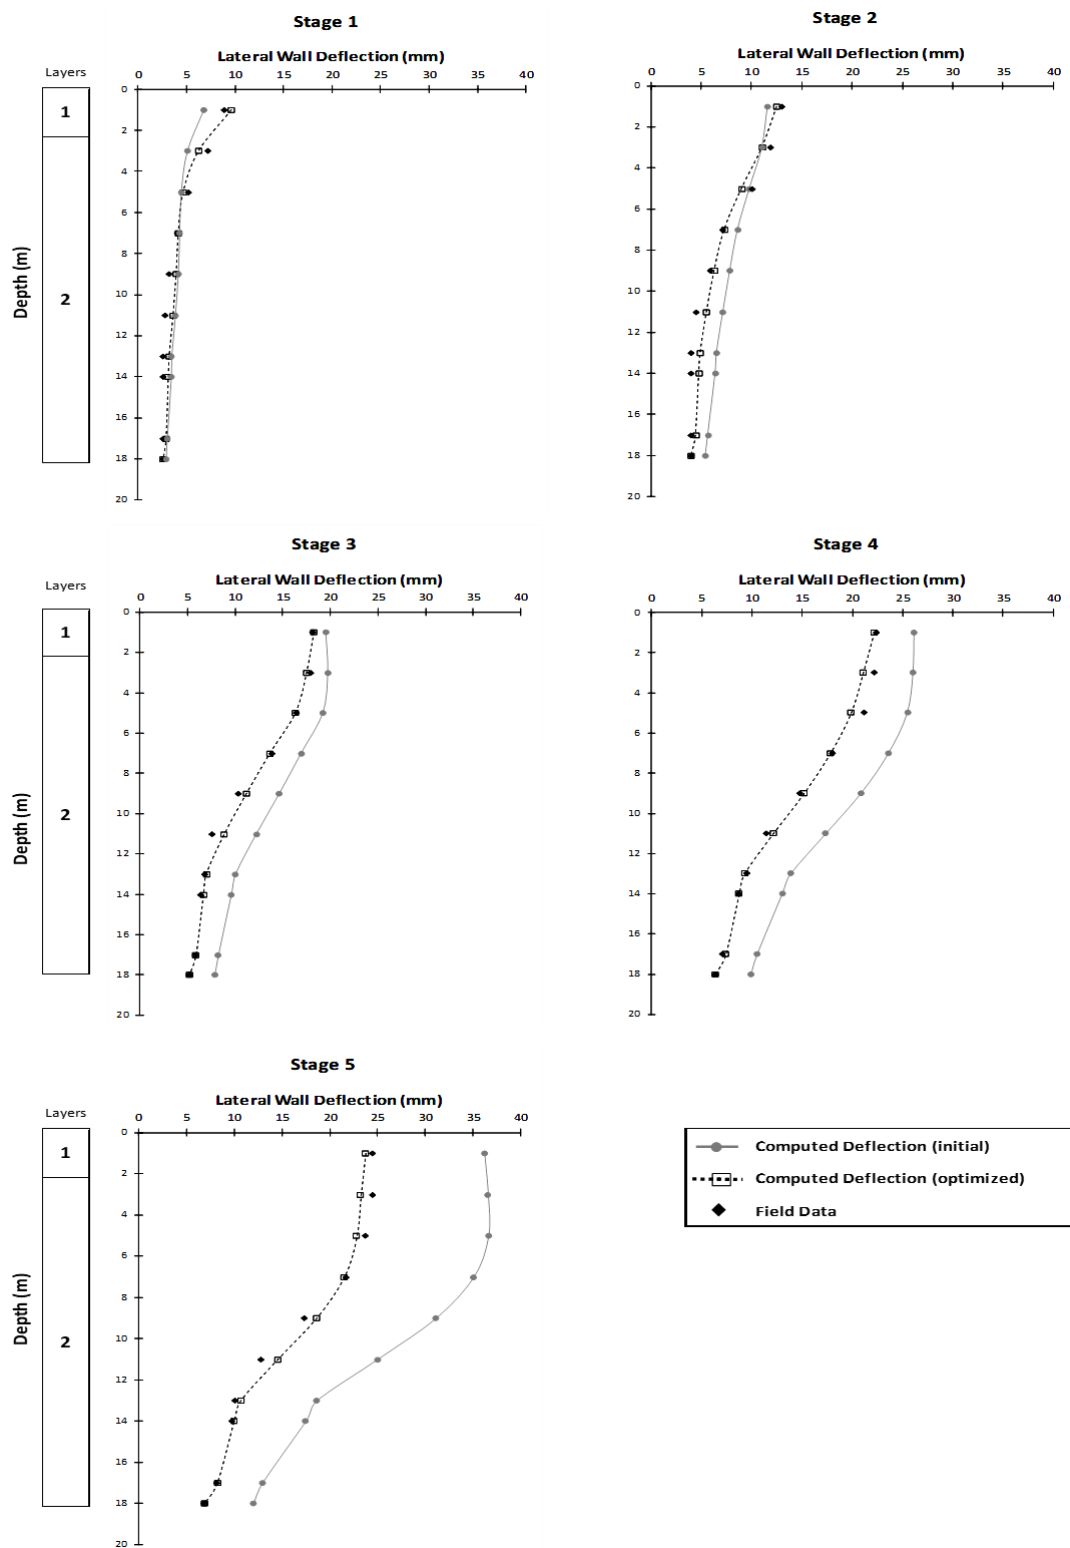 Stage 1
Lateral Wall Deflection (mm)
Layers
0 5 10 15 20 25 30 35 40
0
2
4
6
8
10
12
14
16
18
20
1
2
Depth (m)
Stage 2
Lateral Wall Deflection (mm)
0 5 10 15 20 25 30 35 40
0
2
4
6
8
10
12
14
16
18
20
Stage 3
Lateral Wall Deflection (mm)
Layers
0 5 10 15 20 25 30 35 40
0
2
4
6
8
10
12
14
16
18
20
1
2
Depth (m)
Stage 4
Lateral Wall Deflection (mm)
0 5 10 15 20 25 30 35 40
0
2
4
6
8
10
12
14
16
18
20
Stage 5
Lateral Wall Deflection (mm)
Layers
0 5 10 15 20 25 30 35 40
0
2
4
6
8
10
12
14
16
18
20
1
2
Depth (m)
Computed Deflection (initial)
Computed Deflection (optimized)
Field Data